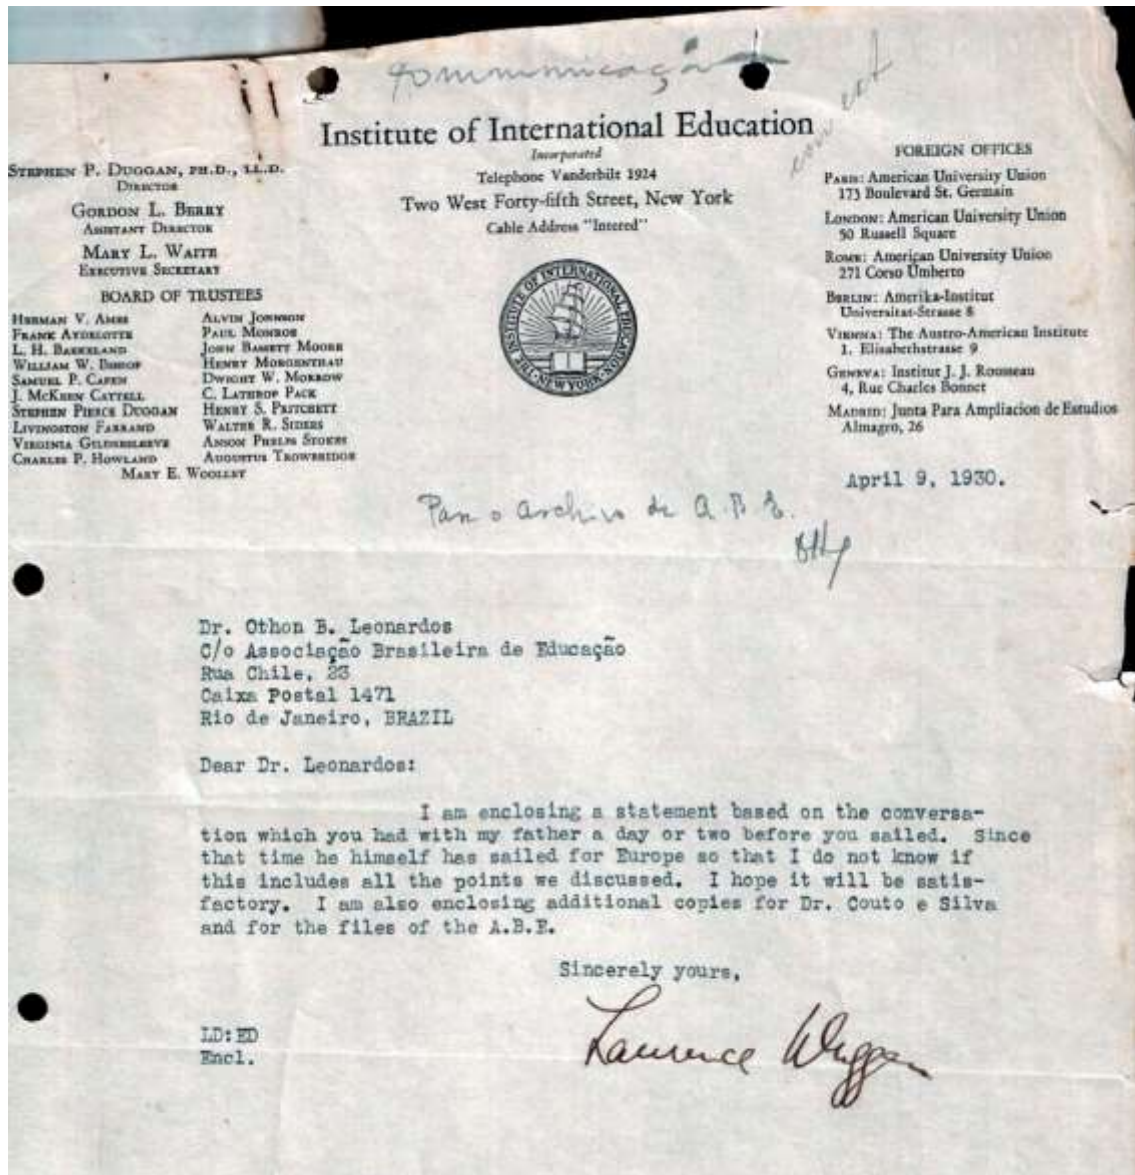 Communicação
Institute of International Education
Incorporated
Telephone Vanderbilt 1924
Two West Forty-fifth Street, New York
Cable Address "Intered"
STEPHEN P. DUGGAN, PH.D., LL.D.
DIRECTOR
GORDON L. BERRY
ASSISTANT DIRECTOR
MARY L. WAITE
EXECUTIVE SECRETARY
BOARD OF TRUSTEES
HERMAN V. AMES
FRANK AYDELOTTE
L. H. BAEKELAND
WILLIAM W. BISHOP
SAMUEL P. CAPEN
J. MCKEEN CATTELL
STEPHEN PIERCE DUGGAN
LIVINGSTON FARRAND
VIRGINIA GILDERSLEEVE
CHARLES P. HOWLAND
ALVIN JOHNSON
PAUL MONROE
JOHN BASSETT MOORE
HENRY MORGENTHAU
DWIGHT W. MORROW
C. LATHROP PACK
HENRY S. PRITCHETT
WALTER R. SIDERS
ANSON PHELPS STOKES
AUGUSTUS TROWBRIDGE
MARY E. WOOLLEY
THE INSTITUTE OF INTERNATIONAL EDUCATION · NEW YORK ·
FOREIGN OFFICES
PARIS: American University Union
173 Boulevard St. Germain
LONDON: American University Union
50 Russell Square
ROME: American University Union
271 Corso Umberto
BERLIN: Amerika-Institut
Universitat-Strasse 8
VIENNA: The Austro-American Institute
1, Elisabethstrasse 9
GENEVA: Institut J. J. Rousseau
4, Rue Charles Bonnet
MADRID: Junta Para Ampliacion de Estudios
Almagro, 26
April 9, 1930.
Para o archivo da A.B.E.
Dr. Othon B. Leonardos
C/o Associação Brasileira de Educação
Rua Chile, 23
Caixa Postal 1471
Rio de Janeiro, BRAZIL
Dear Dr. Leonardos:
I am enclosing a statement based on the conversa-
tion which you had with my father a day or two before you sailed. Since
that time he himself has sailed for Europe so that I do not know if
this includes all the points we discussed. I hope it will be satis-
factory. I am also enclosing additional copies for Dr. Couto e Silva
and for the files of the A.B.E.
Sincerely yours,
Laurence Duggan
LD:ED
Encl.